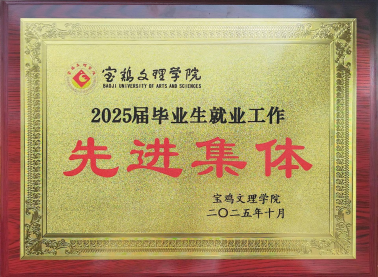 宝鸡文理学院
BAOJI UNIVERSITY OF ARTS AND SCIENCES
2025届毕业生就业工作
先进集体
宝鸡文理学院
二〇二五年十月